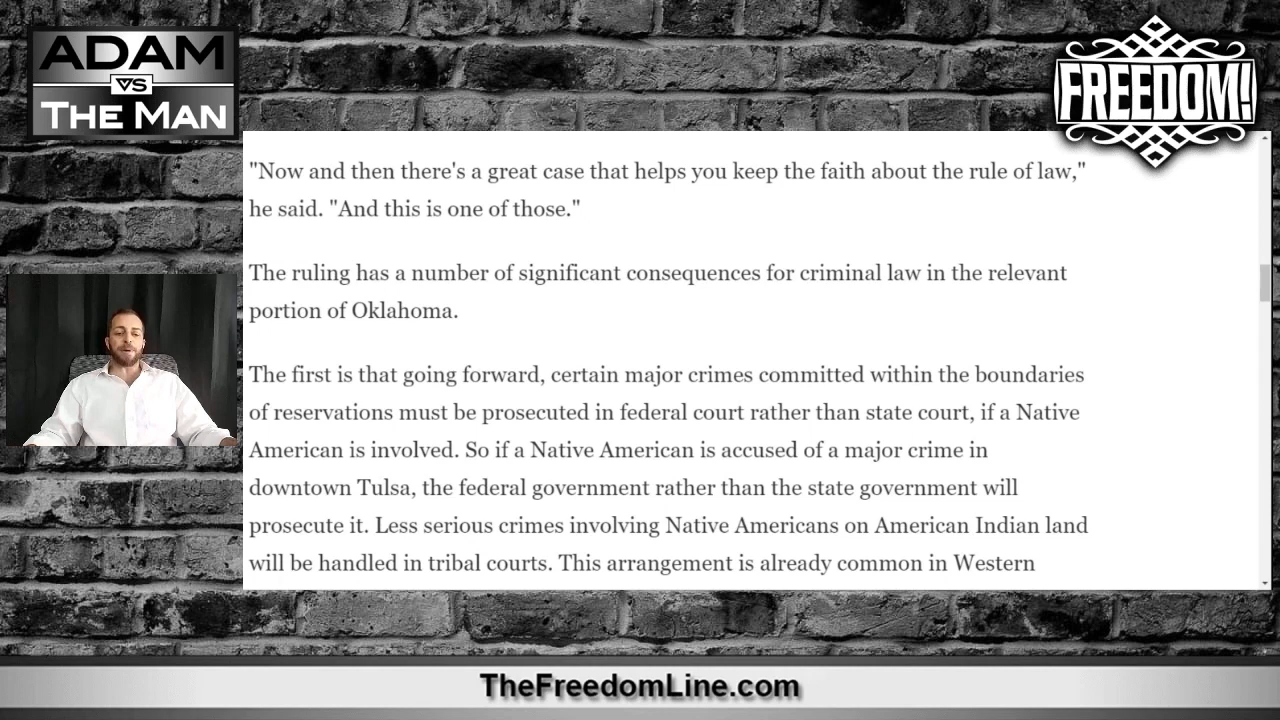 ADAM
VS
THE MAN
FREEDOM!
"Now and then there's a great case that helps you keep the faith about the rule of law,"
he said. "And this is one of those."
The ruling has a number of significant consequences for criminal law in the relevant
portion of Oklahoma.
The first is that going forward, certain major crimes committed within the boundaries
of reservations must be prosecuted in federal court rather than state court, if a Native
American is involved. So if a Native American is accused of a major crime in
downtown Tulsa, the federal government rather than the state government will
prosecute it. Less serious crimes involving Native Americans on American Indian land
will be handled in tribal courts. This arrangement is already common in Western
TheFreedomLine.com